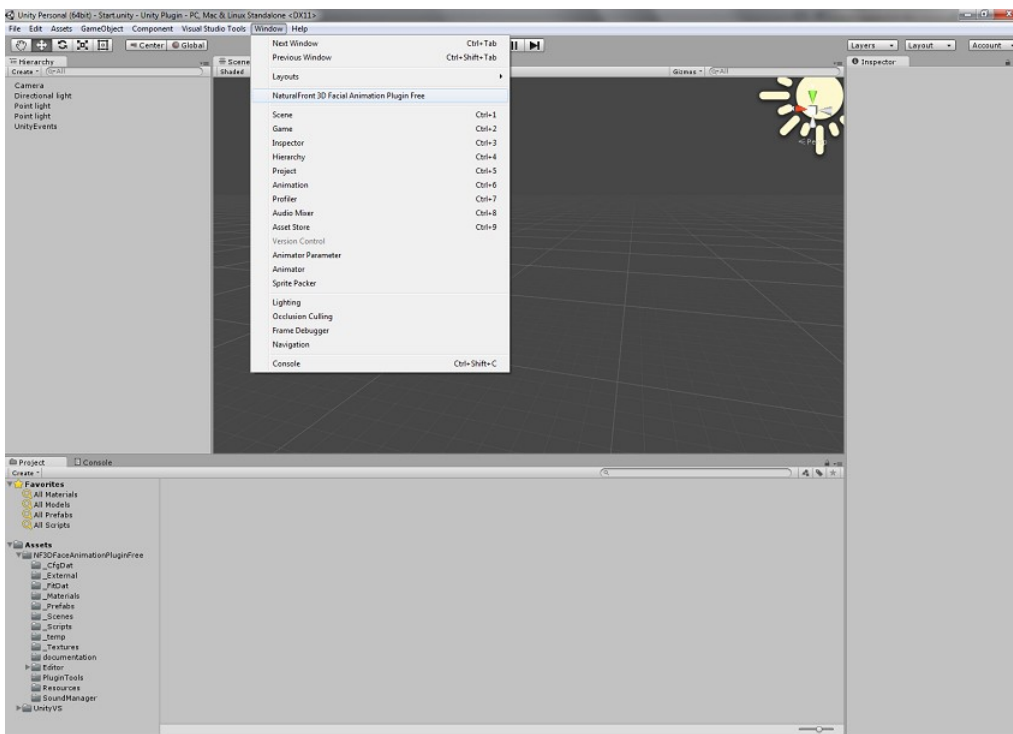 Unity Personal (64bit) - Start.unity - Unity Plugin - PC, Mac & Linux Standalone <DX11>
File Edit Assets GameObject Component Visual Studio Tools Window Help
Center Global Layers Layout Account
Hierarchy Scene Inspector
Create All Shaded Gizmos All
Camera
Directional light
Point light
Point light
UnityEvents
Next Window Ctrl+Tab
Previous Window Ctrl+Shift+Tab
Layouts
NaturalFront 3D Facial Animation Plugin Free
Scene Ctrl+1
Game Ctrl+2
Inspector Ctrl+3
Hierarchy Ctrl+4
Project Ctrl+5
Animation Ctrl+6
Profiler Ctrl+7
Audio Mixer Ctrl+8
Asset Store Ctrl+9
Version Control
Animator Parameter
Animator
Sprite Packer
Lighting
Occlusion Culling
Frame Debugger
Navigation
Console Ctrl+Shift+C
Y
Project Console
Create
Favorites
All Materials
All Models
All Prefabs
All Scripts
Assets
NF3DFaceAnimationPluginFree
_CfgDat
_External
_FitDat
_Materials
_Prefabs
_Scenes
_Scripts
_temp
_Textures
documentation
Editor
PluginTools
Resources
SoundManager
UnityVS